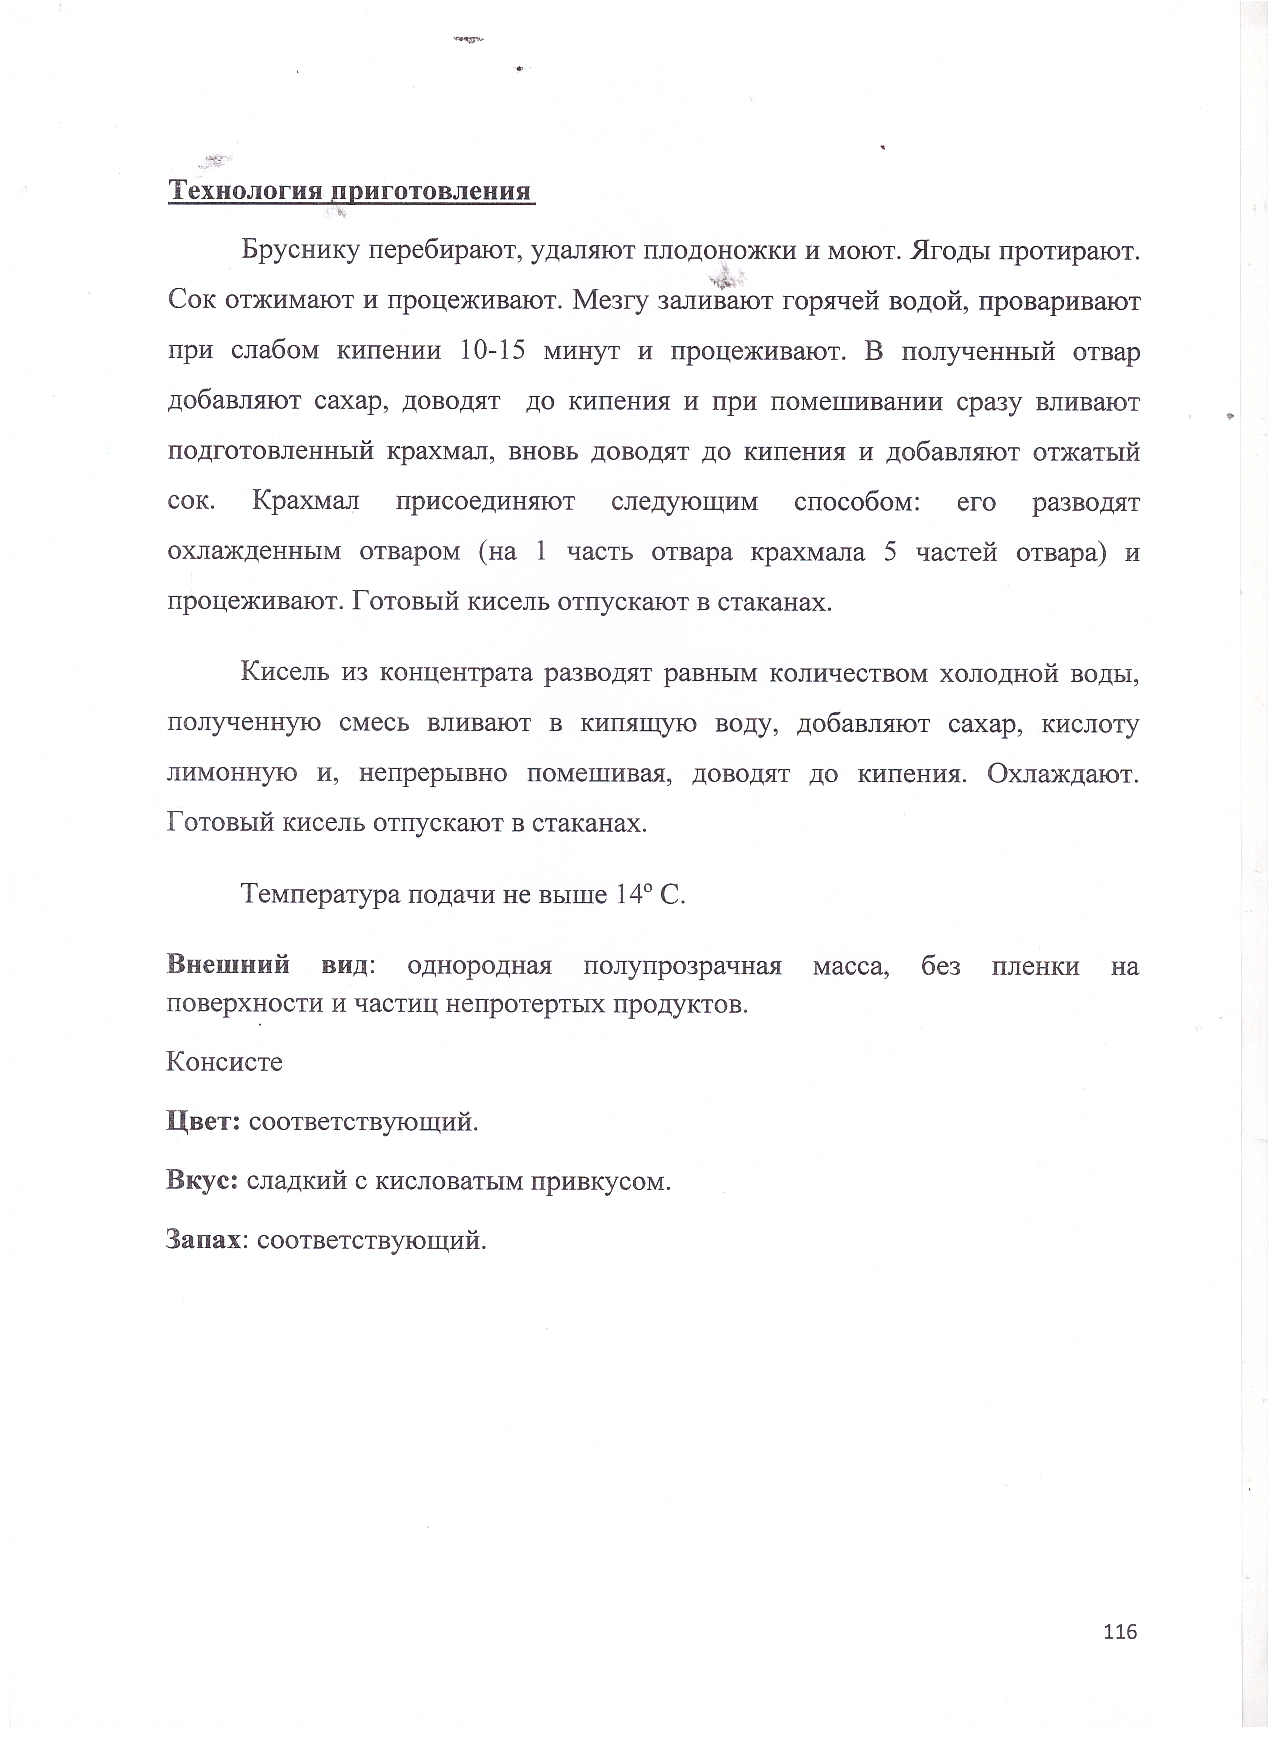 Технология приготовления
Бруснику перебирают, удаляют плодоножки и моют. Ягоды протирают.
Сок отжимают и процеживают. Мезгу заливают горячей водой, проваривают
при слабом кипении 10-15 минут и процеживают. В полученный отвар
добавляют сахар, доводят до кипения и при помешивании сразу вливают
подготовленный крахмал, вновь доводят до кипения и добавляют отжатый
сок. Крахмал присоединяют следующим способом: его разводят
охлажденным отваром (на 1 часть отвара крахмала 5 частей отвара) и
процеживают. Готовый кисель отпускают в стаканах.
Кисель из концентрата разводят равным количеством холодной воды,
полученную смесь вливают в кипящую воду, добавляют сахар, кислоту
лимонную и, непрерывно помешивая, доводят до кипения. Охлаждают.
Готовый кисель отпускают в стаканах.
Температура подачи не выше 14º С.
Внешний вид: однородная полупрозрачная масса, без пленки на
поверхности и частиц непротертых продуктов.
Консисте
Цвет: соответствующий.
Вкус: сладкий с кисловатым привкусом.
Запах: соответствующий.
116